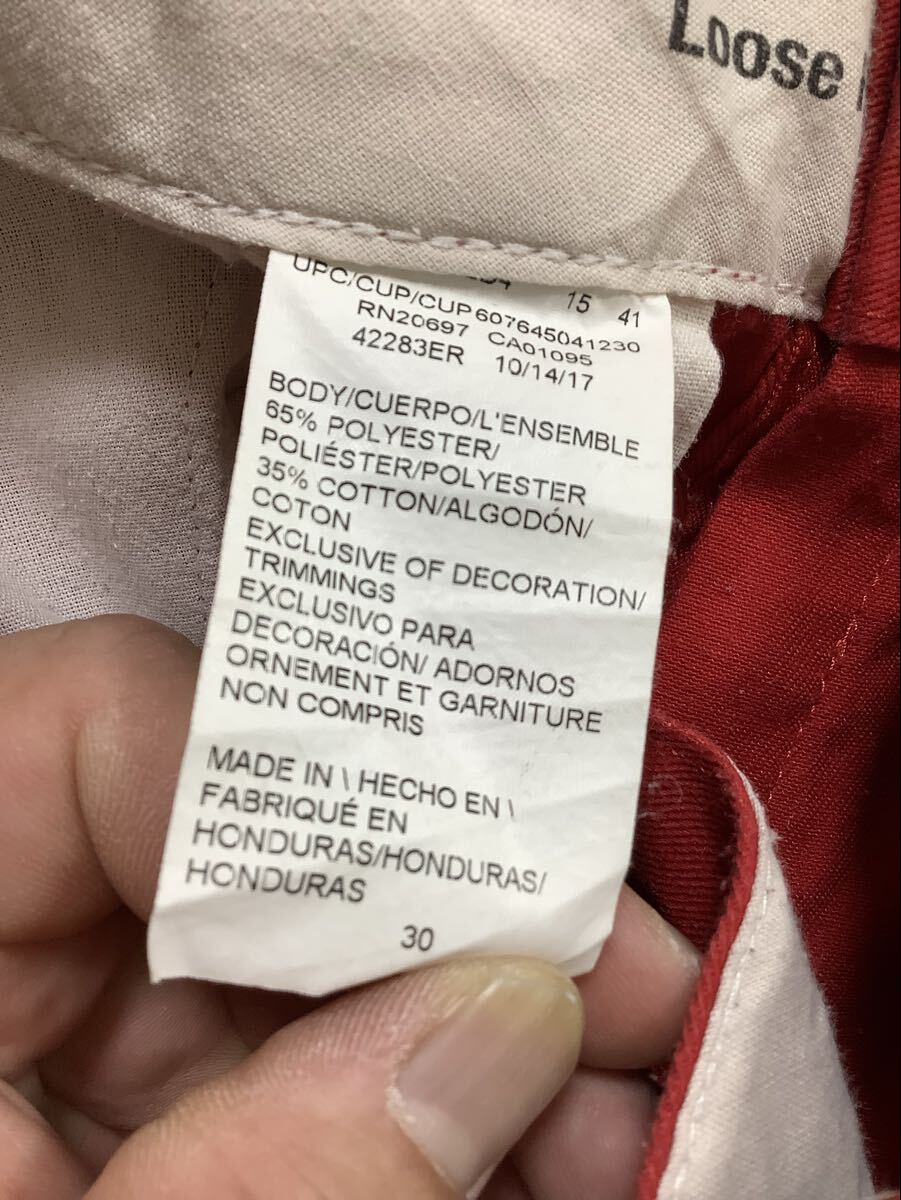 Loose
15 41
UPC/CUP/CUP607645041230
RN20697 CA01095
42283ER 10/14/17
BODY/CUERPO/L'ENSEMBLE
65% POLYESTER/
POLIÉSTER/POLYESTER
35% COTTON/ALGODÓN/
COTON
EXCLUSIVE OF DECORATION/
TRIMMINGS
EXCLUSIVO PARA
DECORACIÓN/ ADORNOS
ORNEMENT ET GARNITURE
NON COMPRIS
MADE IN \ HECHO EN \
FABRIQUÉ EN
HONDURAS/HONDURAS/
HONDURAS
30